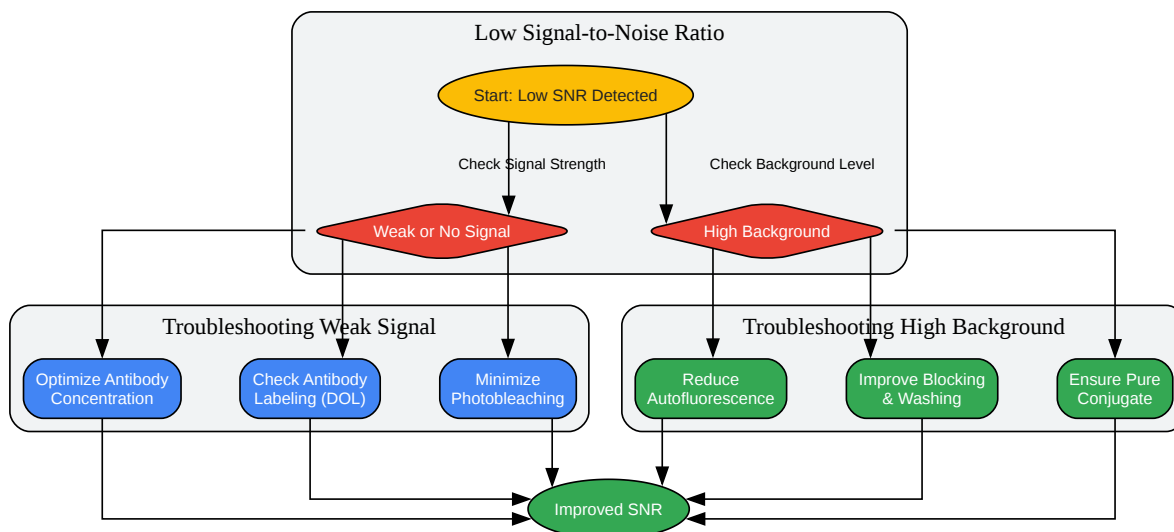 Low Signal-to-Noise Ratio
Start: Low SNR Detected
Check Signal Strength
Check Background Level
Weak or No Signal
High Background
Troubleshooting Weak Signal
Troubleshooting High Background
Optimize Antibody
Concentration
Check Antibody
Labeling (DOL)
Minimize
Photobleaching
Reduce
Autofluorescence
Improve Blocking
& Washing
Ensure Pure
Conjugate
Improved SNR